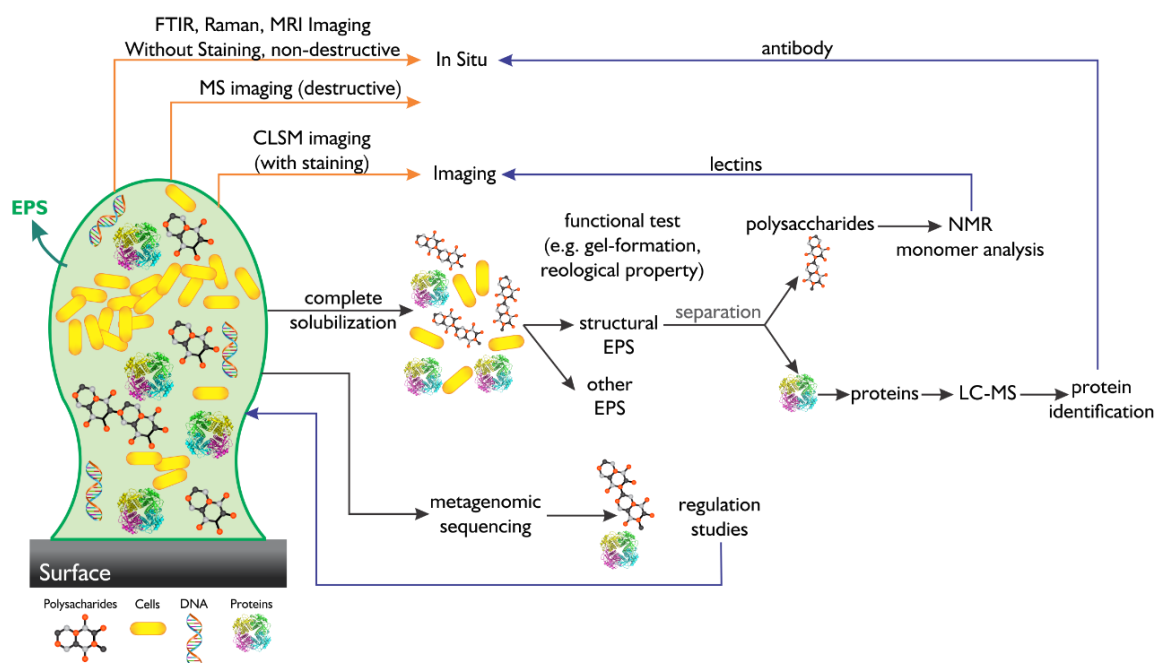 FTIR, Raman, MRI Imaging
Without Staining, non-destructive
In Situ
antibody
MS imaging (destructive)
CLSM imaging
(with staining)
Imaging
lectins
EPS
functional test
(e.g. gel-formation,
reological property)
polysaccharides
NMR
monomer analysis
complete
solubilization
structural
EPS
separation
other
EPS
proteins
LC-MS
protein
identification
metagenomic
sequencing
regulation
studies
Surface
Polysacharides
Cells
DNA
Proteins